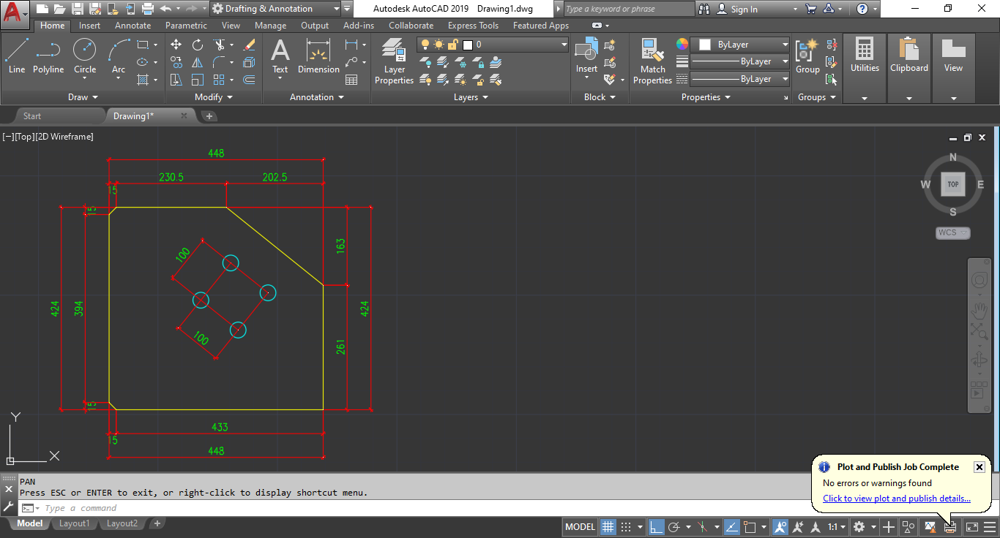 Drafting & Annotation
Autodesk AutoCAD 2019 Drawing1.dwg
Type a keyword or phrase
Sign In
Home Insert Annotate Parametric View Manage Output Add-ins Collaborate Express Tools Featured Apps
Line Polyline Circle Arc
Draw
Modify
Text Dimension
Annotation
Layer Properties
0
Layers
Insert
Block
Match Properties
ByLayer
ByLayer
ByLayer
Properties
Group
Groups
Utilities
Clipboard
View
Start
Drawing1*
[−][Top][2D Wireframe]
448
230.5
202.5
15
15
163
100
424
394
424
100
261
15
433
15
448
N
W TOP E
S
WCS
Y
X
PAN
Press ESC or ENTER to exit, or right-click to display shortcut menu.
Type a command
Plot and Publish Job Complete
No errors or warnings found
Click to view plot and publish details...
Model Layout1 Layout2
MODEL
1:1